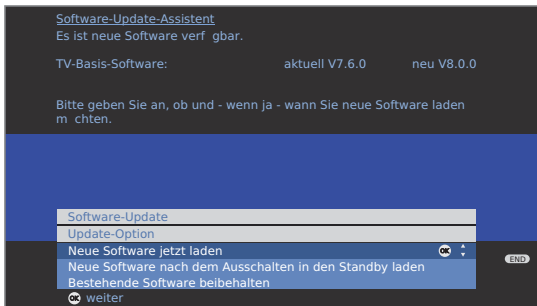 Software-Update-Assistent
Es ist neue Software verf gbar.
TV-Basis-Software: aktuell V7.6.0 neu V8.0.0
Bitte geben Sie an, ob und - wenn ja - wann Sie neue Software laden
m chten.
Software-Update
Update-Option
Neue Software jetzt laden OK
END
Neue Software nach dem Ausschalten in den Standby laden
Bestehende Software beibehalten
OK weiter